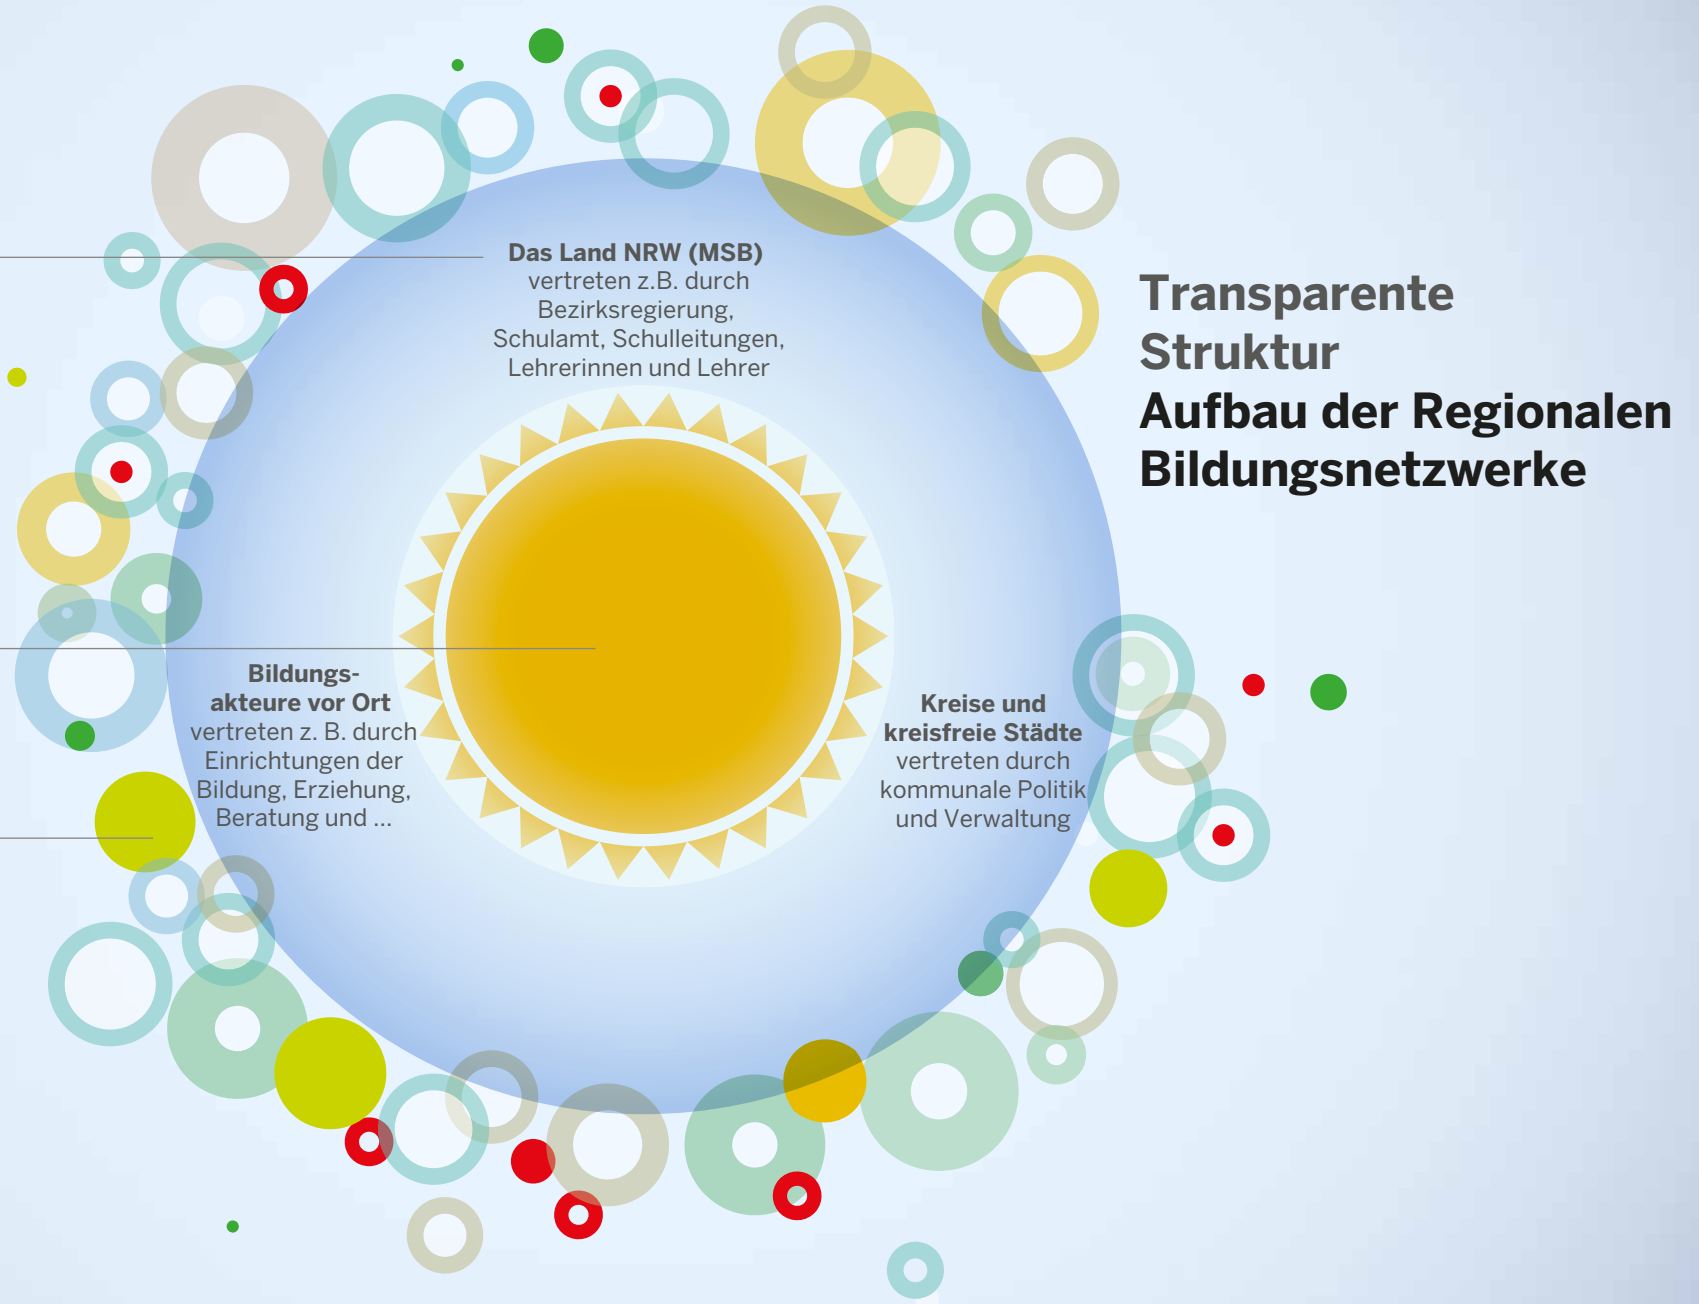 Das Land NRW (MSB)
vertreten z.B. durch
Bezirksregierung,
Schulamt, Schulleitungen,
Lehrerinnen und Lehrer
Transparente
Struktur
Aufbau der Regionalen
Bildungsnetzwerke
Bildungs-
akteure vor Ort
vertreten z. B. durch
Einrichtungen der
Bildung, Erziehung,
Beratung und ...
Kreise und
kreisfreie Städte
vertreten durch
kommunale Politik
und Verwaltung